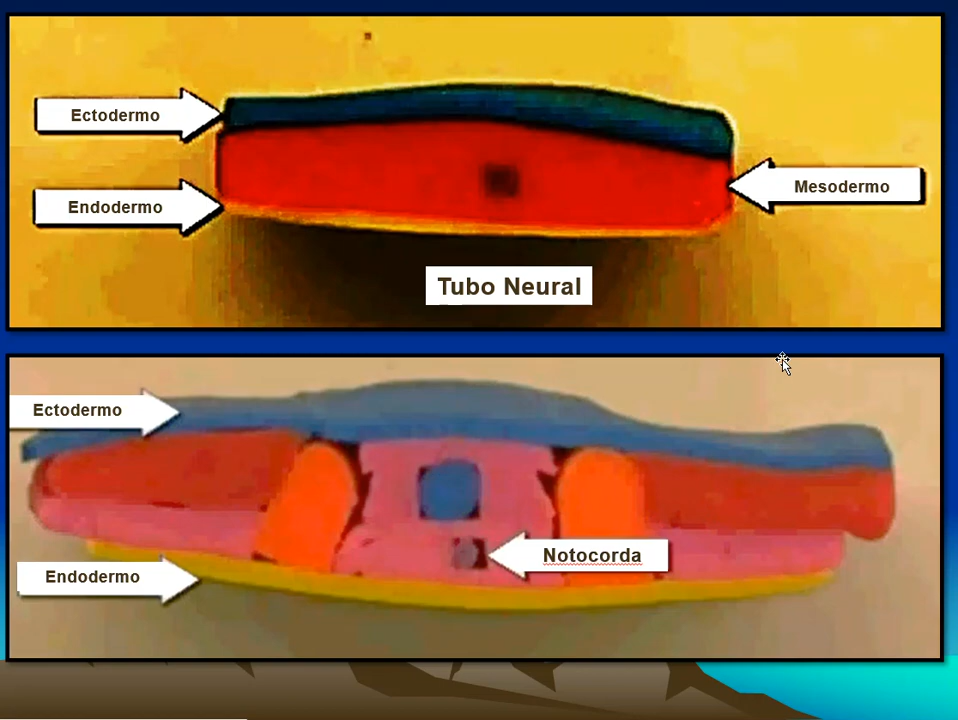 Ectodermo
Endodermo
Mesodermo
Tubo Neural
Ectodermo
Notocorda
Endodermo